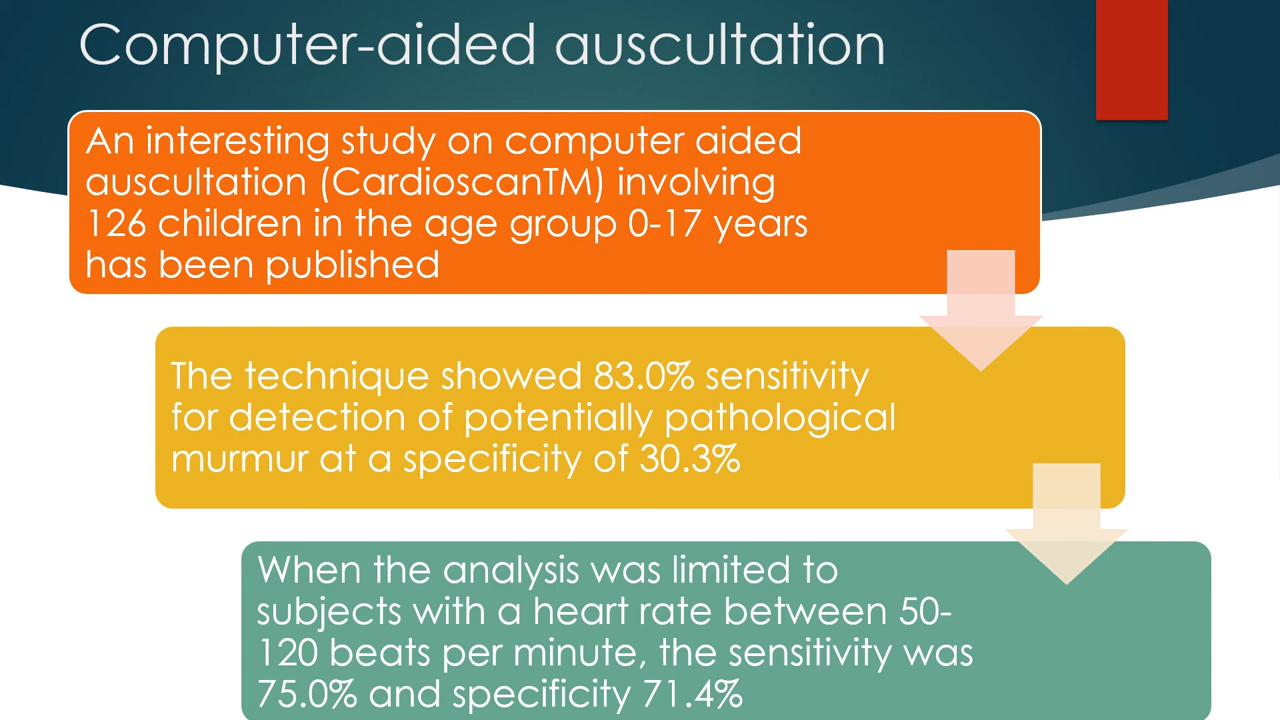 Computer-aided auscultation
An interesting study on computer aided
auscultation (CardioscanTM) involving
126 children in the age group 0-17 years
has been published
The technique showed 83.0% sensitivity
for detection of potentially pathological
murmur at a specificity of 30.3%
When the analysis was limited to
subjects with a heart rate between 50-
120 beats per minute, the sensitivity was
75.0% and specificity 71.4%